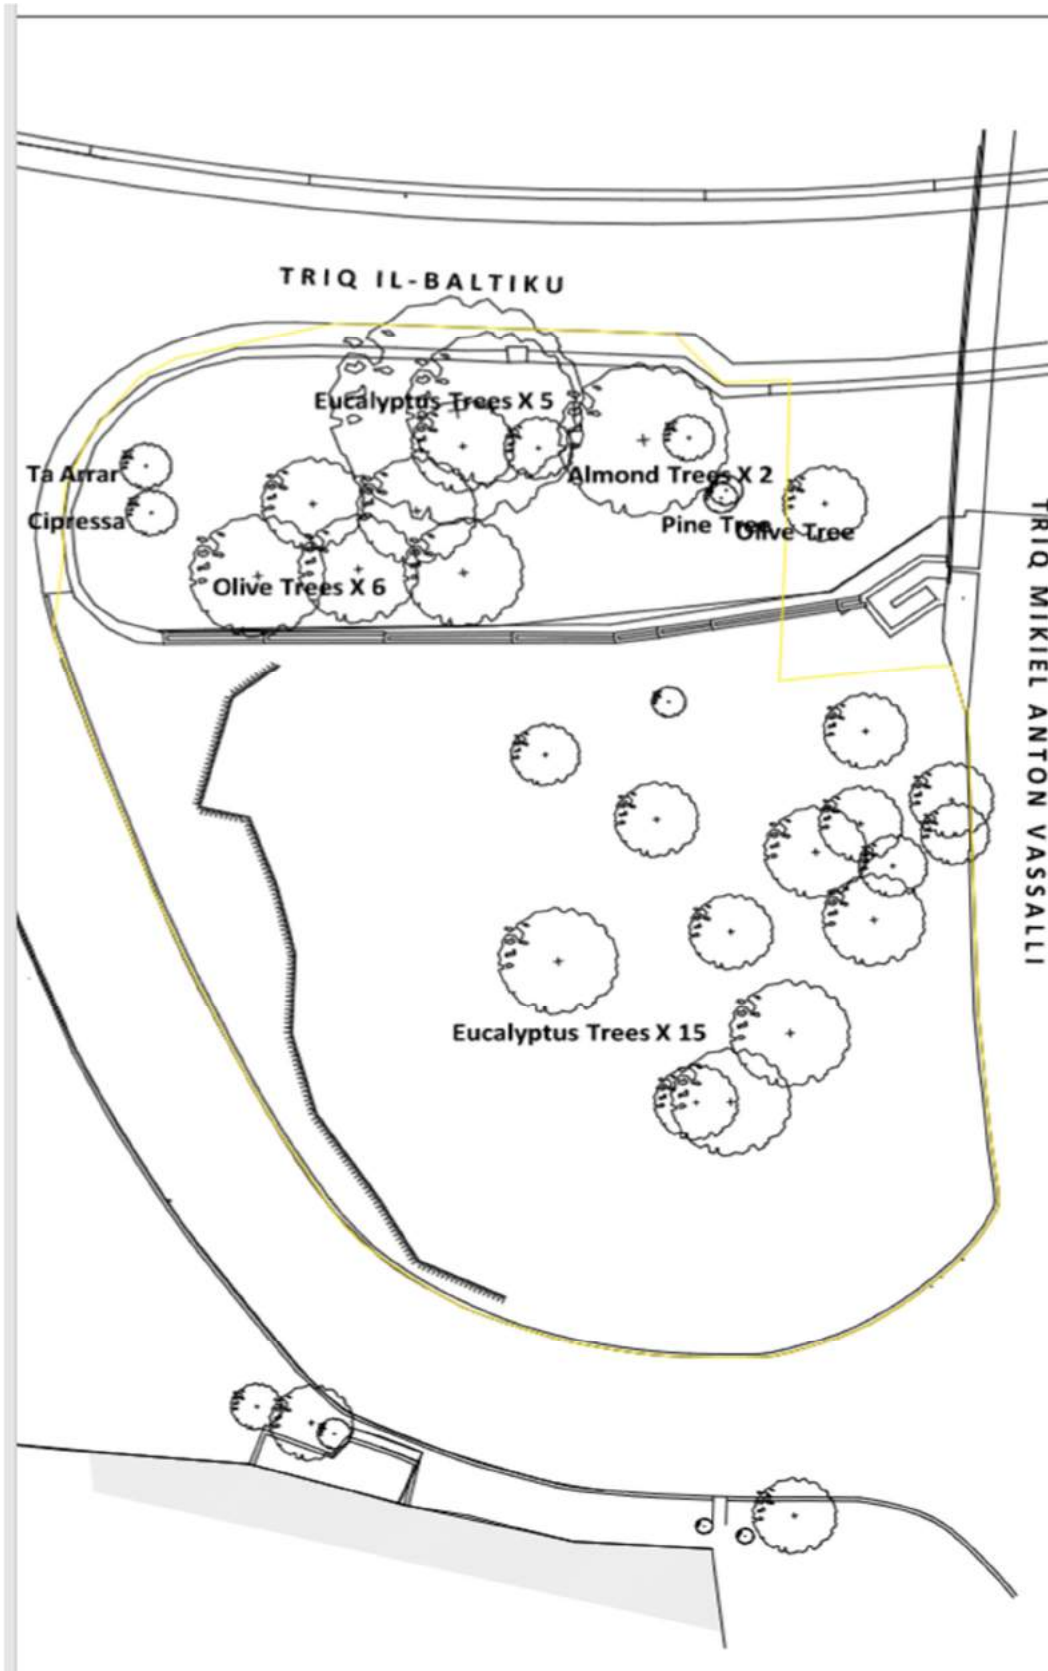 TRIQ IL-BALTIKU
Eucalyptus Trees X 5
Ta Arrar
Cipressa
Almond Trees X 2
Pine Tree
Olive Tree
Olive Trees X 6
TRIQ MIKIEL ANTON VASSALLI
Eucalyptus Trees X 15